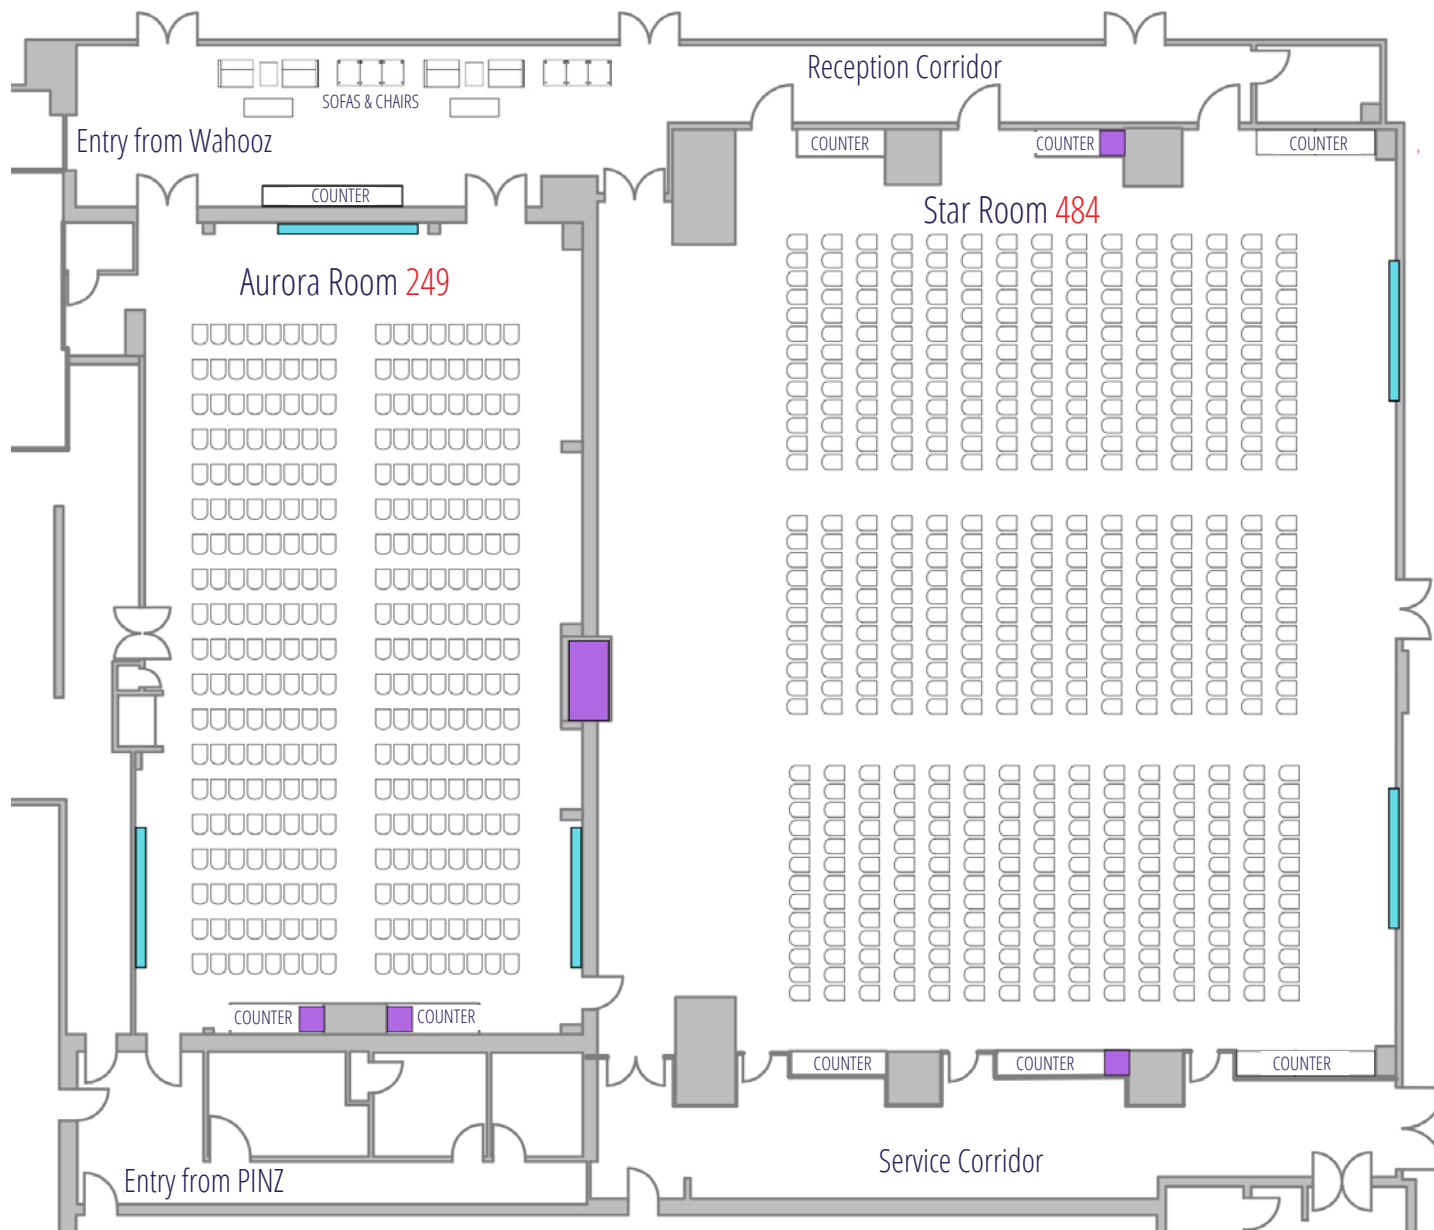 Reception Corridor
SOFAS & CHAIRS
Entry from Wahooz
COUNTER
COUNTER
COUNTER
COUNTER
Star Room 484
Aurora Room 249
COUNTER
COUNTER
COUNTER
COUNTER
COUNTER
Service Corridor
Entry from PINZ